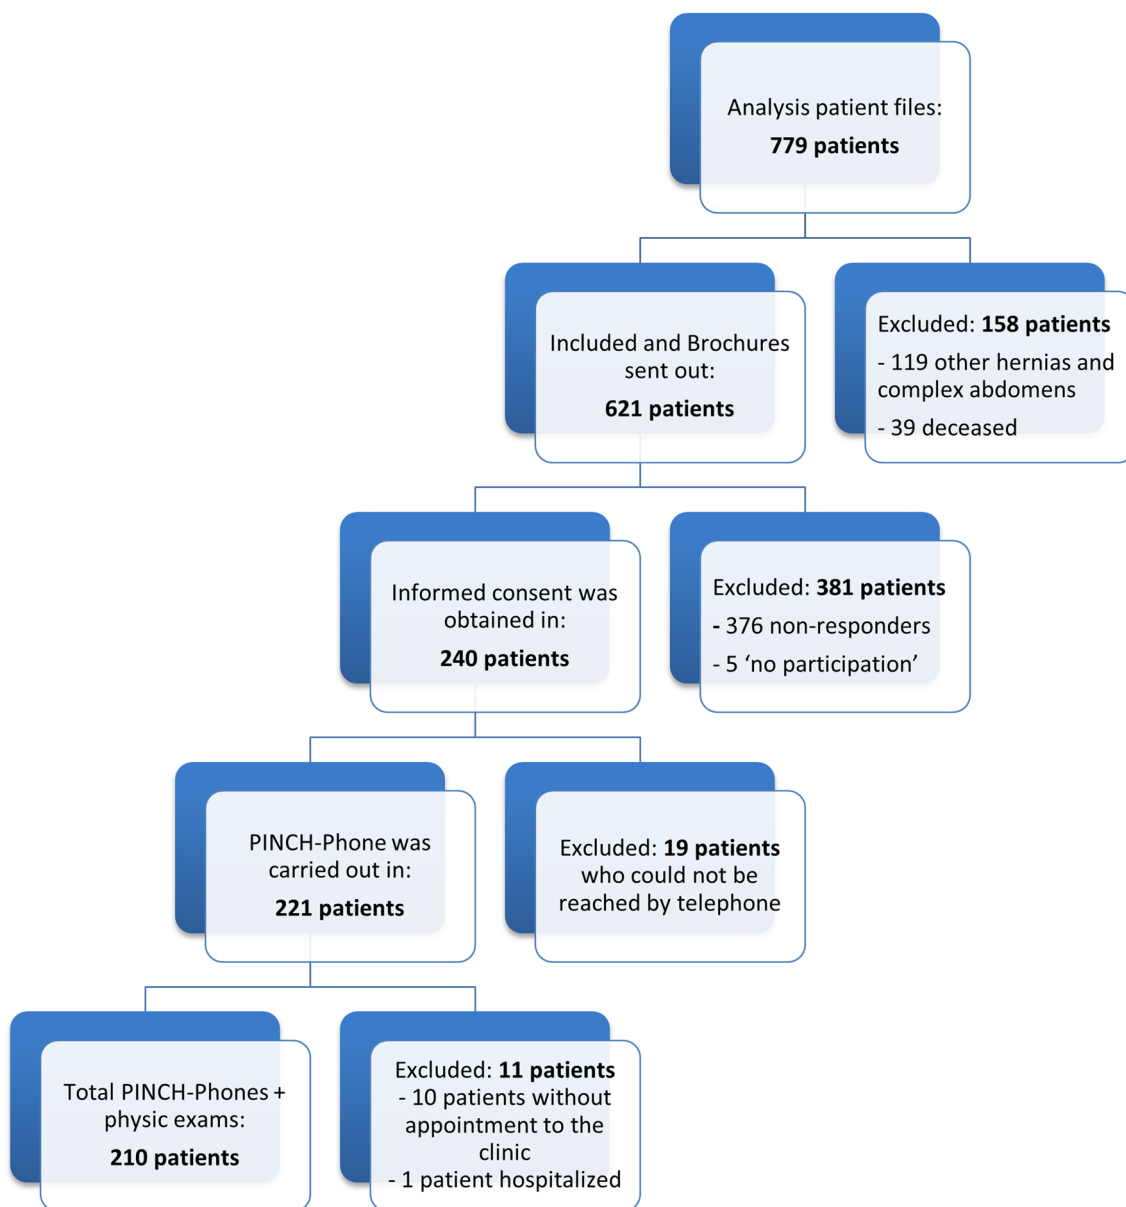 Analysis patient files:
779 patients
Included and Brochures
sent out:
621 patients
Excluded: 158 patients
- 119 other hernias and
complex abdomens
- 39 deceased
Informed consent was
obtained in:
240 patients
Excluded: 381 patients
- 376 non-responders
- 5 ‘no participation’
PINCH-Phone was
carried out in:
221 patients
Excluded: 19 patients
who could not be
reached by telephone
Total PINCH-Phones +
physic exams:
210 patients
Excluded: 11 patients
- 10 patients without
appointment to the
clinic
- 1 patient hospitalized